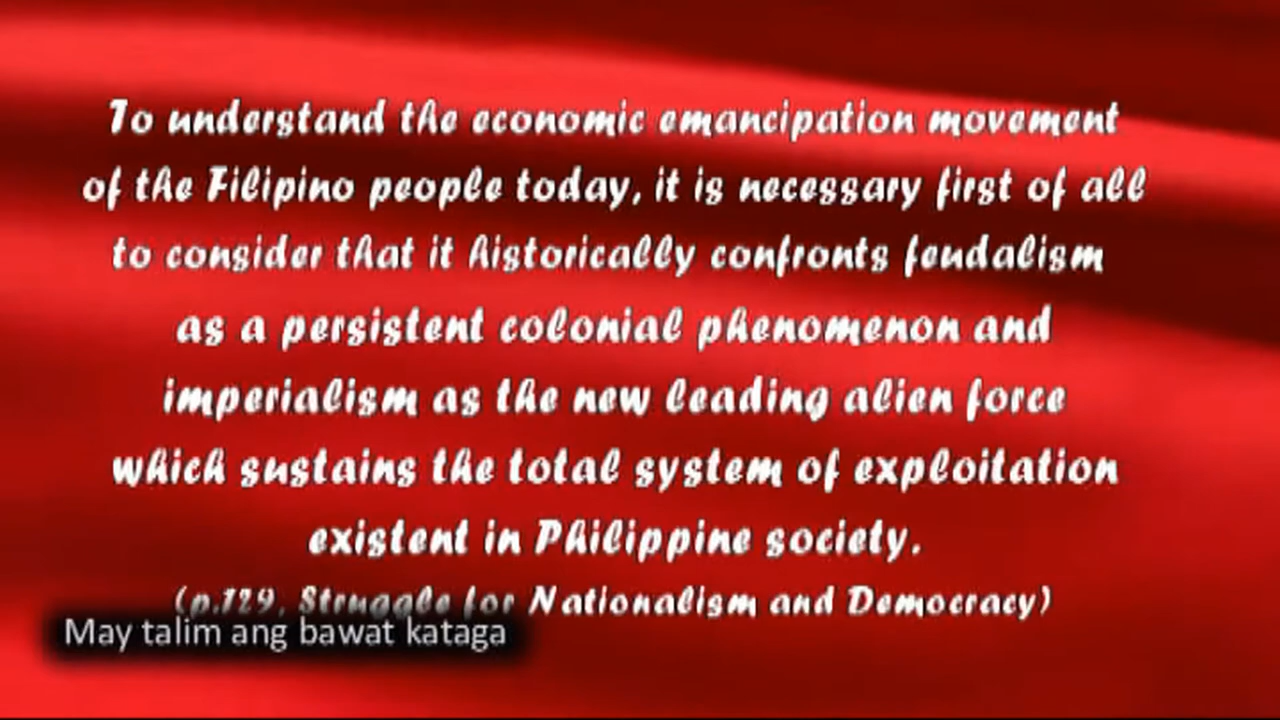 To understand the economic emancipation movement
of the Filipino people today, it is necessary first of all
to consider that it historically confronts feudalism
as a persistent colonial phenomenon and
imperialism as the new leading alien force
which sustains the total system of exploitation
existent in Philippine society.
(p.129, Struggle for Nationalism and Democracy)
May talim ang bawat kataga